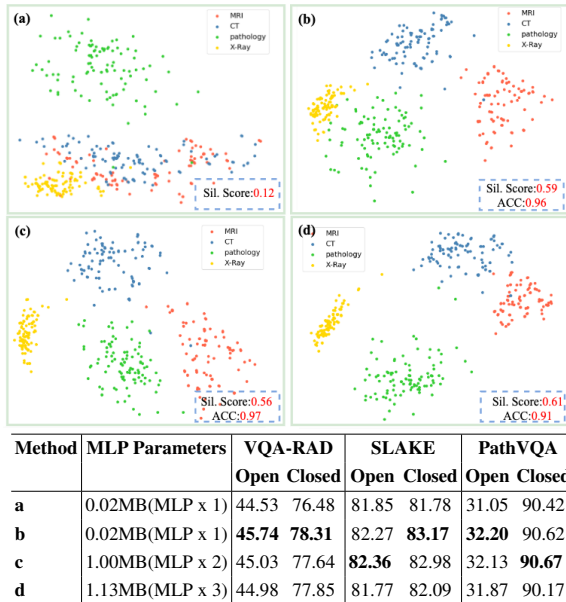 (a)
MRI
CT
pathology
X-Ray
Sil. Score:0.12
(b)
MRI
CT
pathology
X-Ray
Sil. Score:0.59
ACC:0.96
(c)
MRI
CT
pathology
X-Ray
Sil. Score:0.56
ACC:0.97
(d)
MRI
CT
pathology
X-Ray
Sil. Score:0.61
ACC:0.91
Method MLP Parameters VQA-RAD SLAKE PathVQA
Open Closed Open Closed Open Closed
a 0.02MB(MLP x 1) 44.53 76.48 81.85 81.78 31.05 90.42
b 0.02MB(MLP x 1) 45.74 78.31 82.27 83.17 32.20 90.62
c 1.00MB(MLP x 2) 45.03 77.64 82.36 82.98 32.13 90.67
d 1.13MB(MLP x 3) 44.98 77.85 81.77 82.09 31.87 90.17